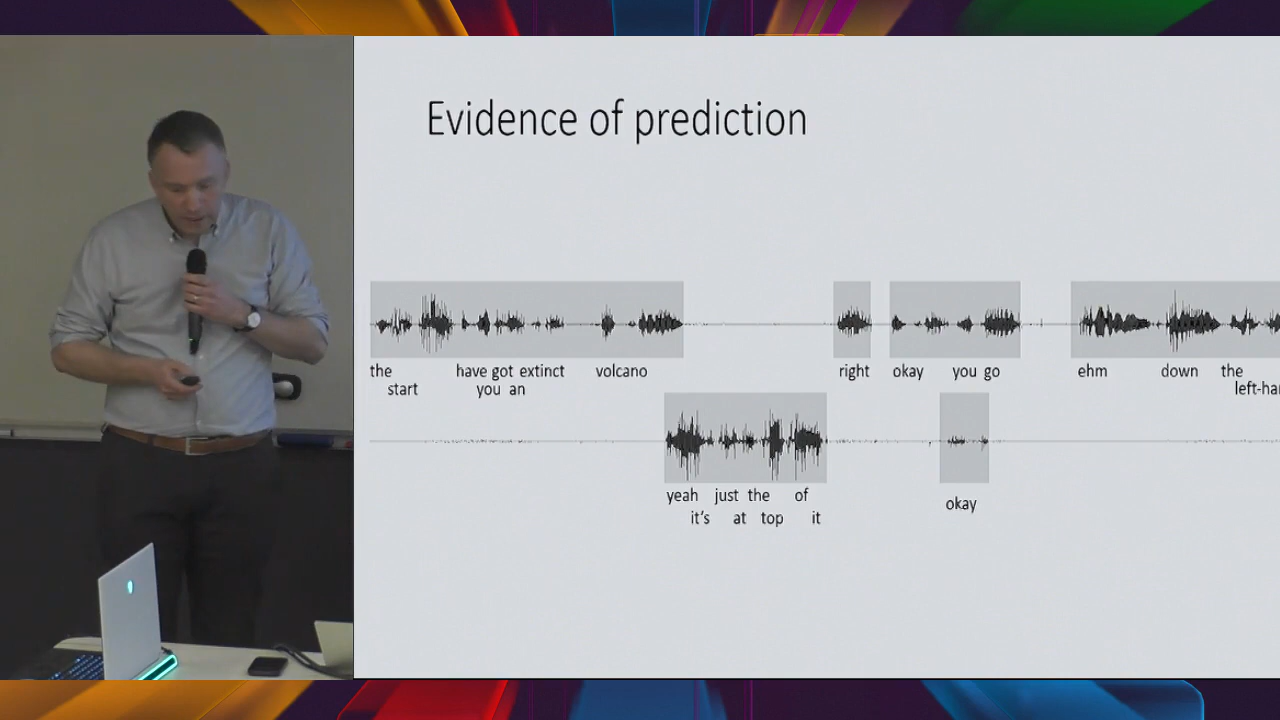 Evidence of prediction
the have got extinct volcano right okay you go ehm down the
start you an left-ha
yeah just the of
it's at top it
okay